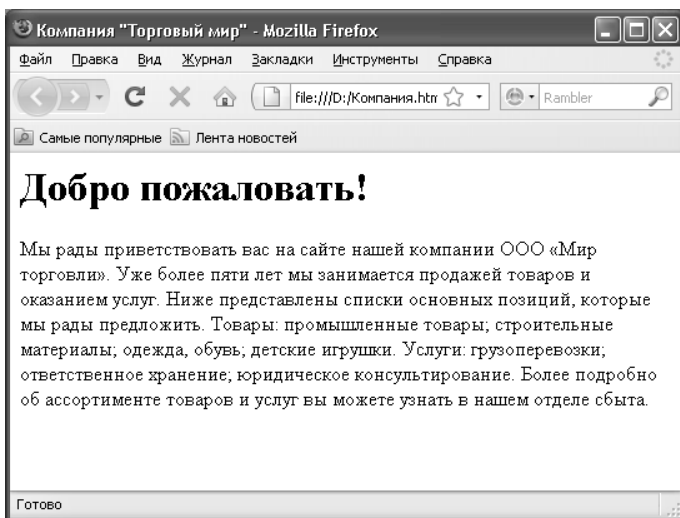 Компания "Торговый мир" - Mozilla Firefox
Файл Правка Вид Журнал Закладки Инструменты Справка
file:///D:/Компания.htm Rambler
Самые популярные Лента новостей
Добро пожаловать!
Мы рады приветствовать вас на сайте нашей компании ООО «Мир
торговли». Уже более пяти лет мы занимается продажей товаров и
оказанием услуг. Ниже представлены списки основных позиций, которые
мы рады предложить. Товары: промышленные товары; строительные
материалы; одежда, обувь; детские игрушки. Услуги: грузоперевозки;
ответственное хранение; юридическое консультирование. Более подробно
об ассортименте товаров и услуг вы можете узнать в нашем отделе сбыта.
Готово